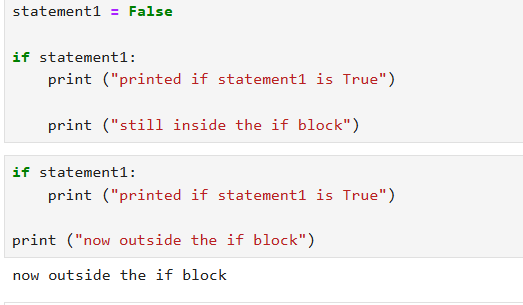 statement1 = False
if statement1:
    print ("printed if statement1 is True")
    print ("still inside the if block")
if statement1:
    print ("printed if statement1 is True")
print ("now outside the if block")
now outside the if block